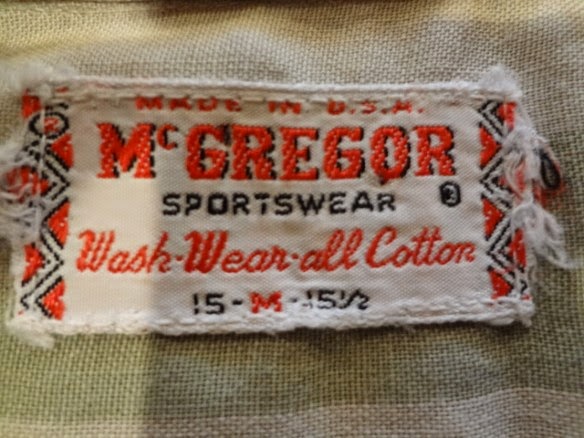 MADE IN U.S.A.
McGREGOR
SPORTSWEAR ®
Wash-Wear-all Cotton
15-M-15½